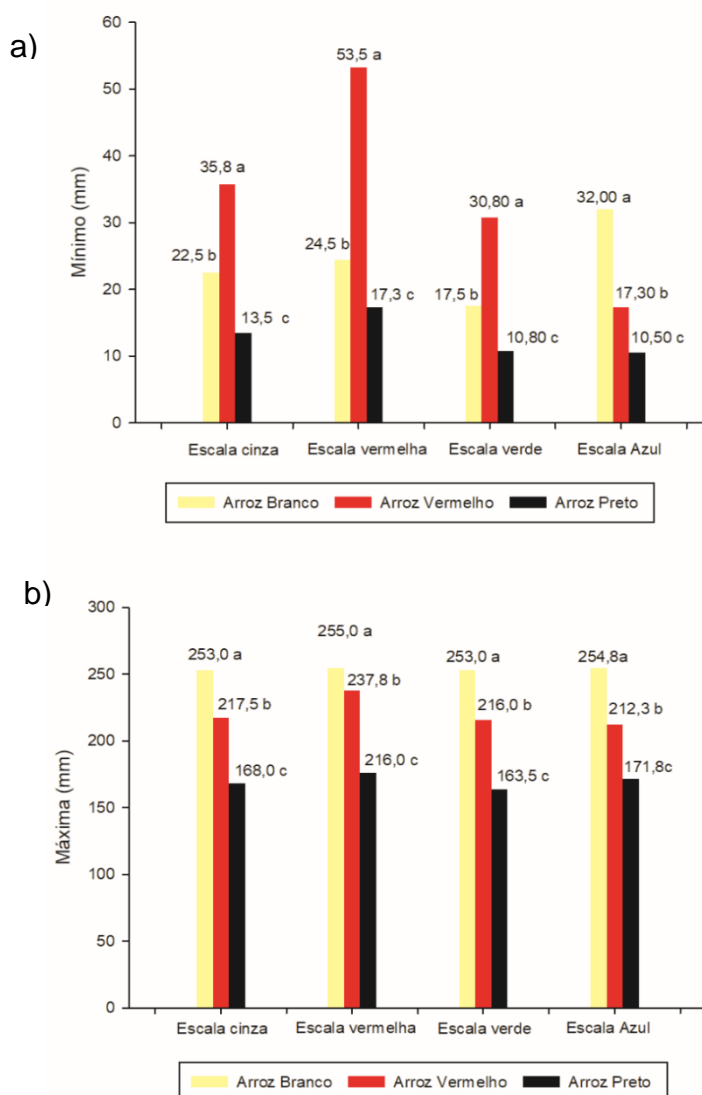 a)
60
50
40
30
20
10
0
Mínimo (mm)
22,5 b
35,8 a
13,5 c
24,5 b
53,5 a
17,3 c
17,5 b
30,80 a
10,80 c
32,00 a
17,30 b
10,50 c
Escala cinza Escala vermelha Escala verde Escala Azul
Arroz Branco Arroz Vermelho Arroz Preto
b)
300
250
200
150
100
50
0
Máxima (mm)
253,0 a
217,5 b
168,0 c
255,0 a
237,8 b
216,0 c
253,0 a
216,0 b
163,5 c
254,8a
212,3 b
171,8c
Escala cinza Escala vermelha Escala verde Escala Azul
Arroz Branco Arroz Vermelho Arroz Preto